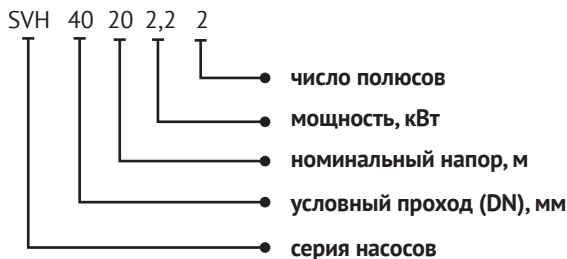 SVH 40 20 2,2 2
число полюсов
мощность, кВт
номинальный напор, м
условный проход (DN), мм
серия насосов